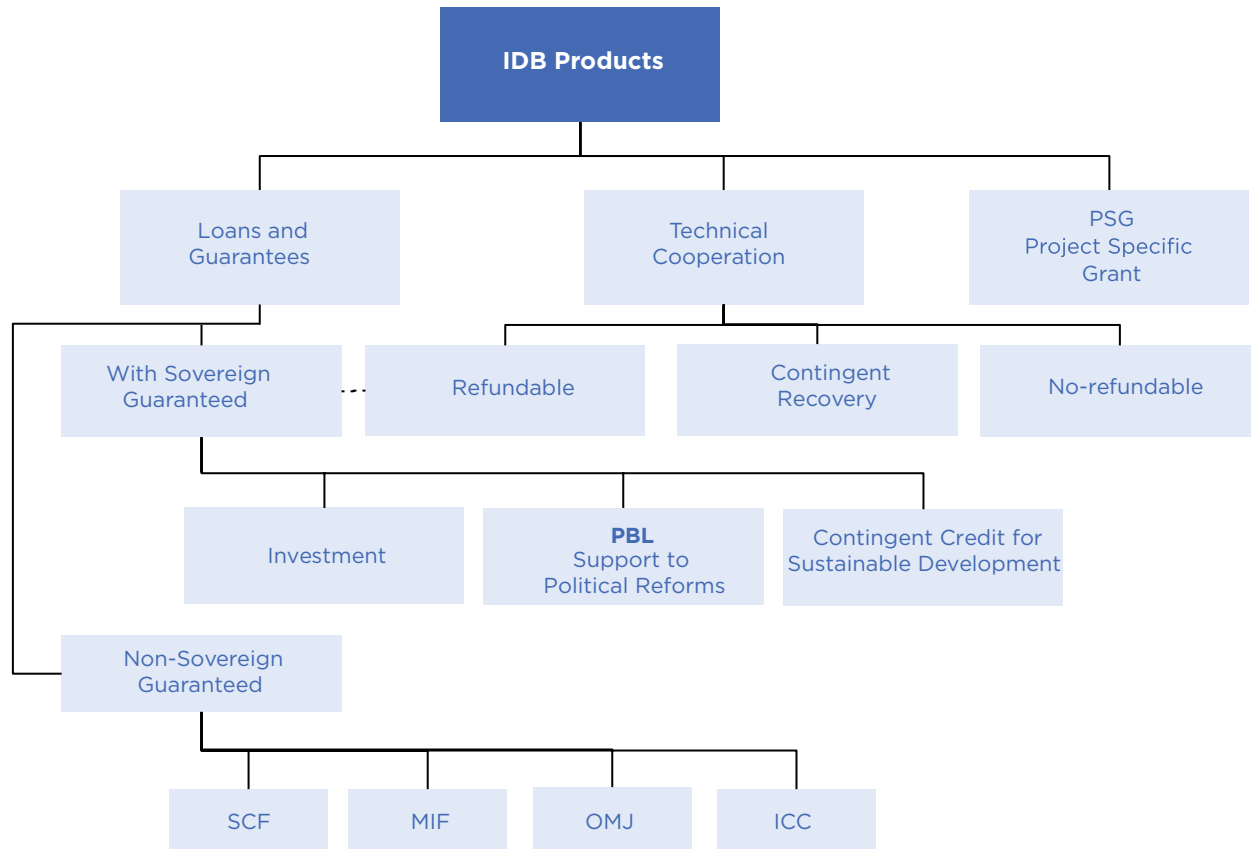 IDB Products
Loans and
Guarantees
Technical
Cooperation
PSG
Project Specific
Grant
With Sovereign
Guaranteed
Refundable
Contingent
Recovery
No-refundable
Investment
PBL
Support to
Political Reforms
Contingent Credit for
Sustainable Development
Non-Sovereign
Guaranteed
SCF
MIF
OMJ
ICC